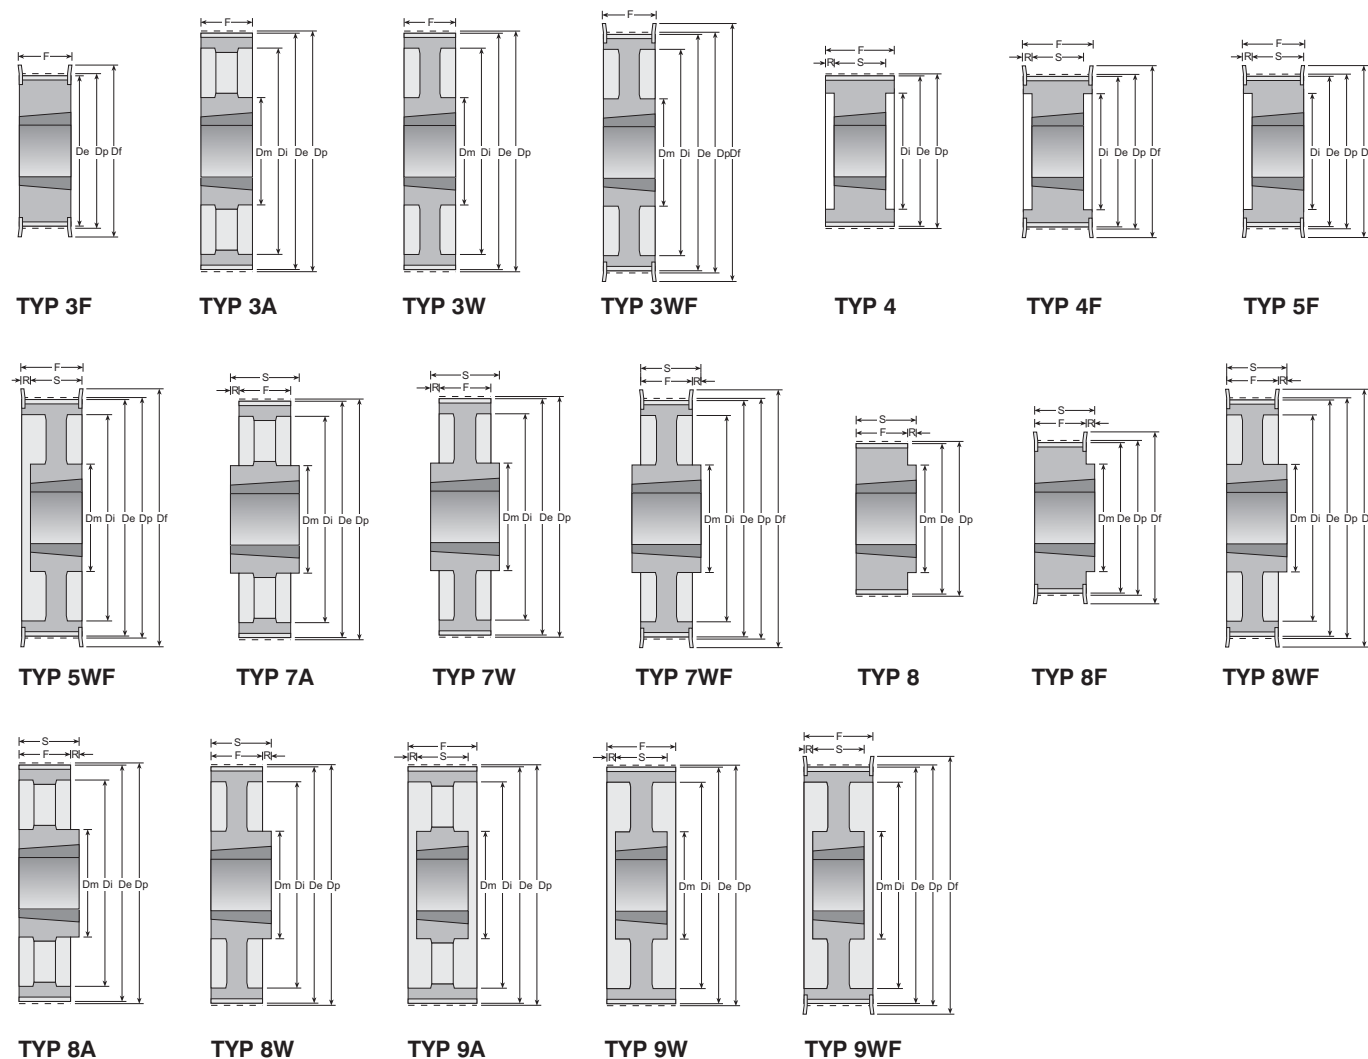 F
De Dp Df
TYP 3F
F
Dm Di De Dp
TYP 3A
F
Dm Di De Dp
TYP 3W
F
Dm Di De DpDf
TYP 3WF
F
R S
Di De Dp
TYP 4
F
R S
Di De Dp Df
TYP 4F
F
R S
Di De Dp D
TYP 5F
F
R S
Dm Di De Dp Df
TYP 5WF
S
R F
Dm Di De Dp
TYP 7A
S
R F
Dm Di De Dp
TYP 7W
S
F R
Dm Di De Dp Df
TYP 7WF
S
F R
Dm De Dp
TYP 8
S
F R
Dm De Dp Df
TYP 8F
S
F R
Dm Di De Dp D
TYP 8WF
S
F R
Dm Di De Dp
TYP 8A
S
F R
Dm Di De Dp
TYP 8W
F
R S
Dm Di De Dp
TYP 9A
F
R S
Dm Di De Dp
TYP 9W
F
R S
Dm Di De Dp Df
TYP 9WF